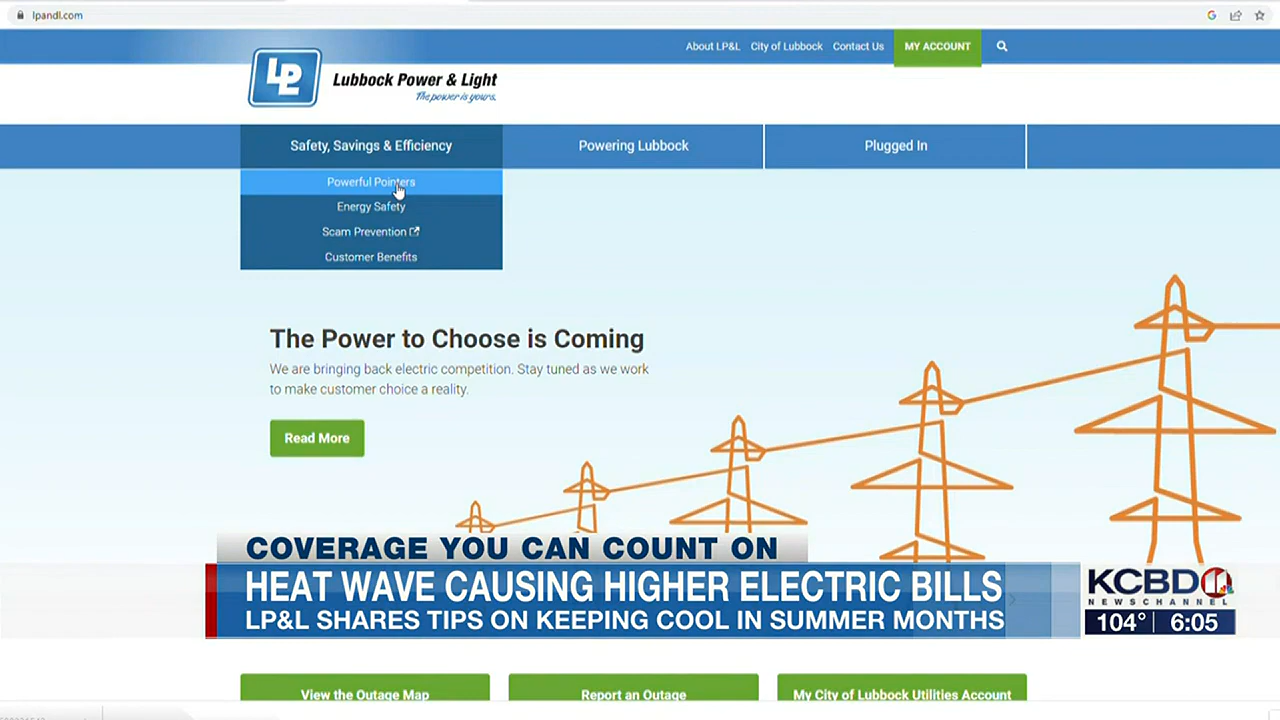 lpandl.com
About LP&L City of Lubbock Contact Us MY ACCOUNT
LP
Lubbock Power & Light
The power is yours.
Safety, Savings & Efficiency Powering Lubbock Plugged In
Powerful Pointers
Energy Safety
Scam Prevention
Customer Benefits
The Power to Choose is Coming
We are bringing back electric competition. Stay tuned as we work
to make customer choice a reality.
Read More
COVERAGE YOU CAN COUNT ON
HEAT WAVE CAUSING HIGHER ELECTRIC BILLS
LP&L SHARES TIPS ON KEEPING COOL IN SUMMER MONTHS
KCBD 11
NEWSCHANNEL
104° 6:05
View the Outage Map Report an Outage My City of Lubbock Utilities Account